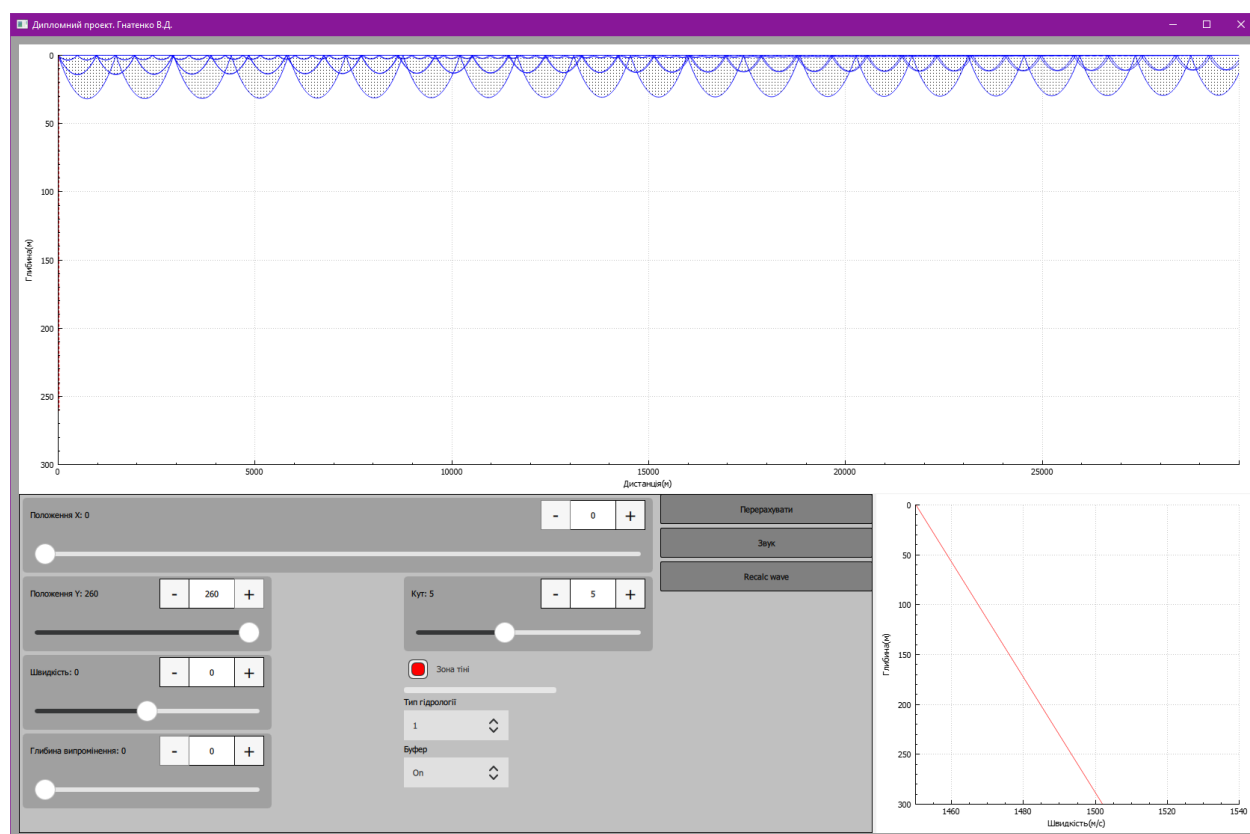 Дипломний проект. Гнатенко В.Д.
0
50
100
150
200
250
300
Глибина(м)
0
5000
10000
15000
20000
25000
Дистанція(м)
Положення X: 0
-
0
+
Положення Y: 260
-
260
+
Кут: 5
-
5
+
Швидкість: 0
-
0
+
Зона тіні
Тип гідрології
1
Глибина випромінення: 0
-
0
+
Буфер
On
Перерахувати
Звук
Recalc wave
0
50
100
150
200
250
300
Глибина(м)
1460
1480
1500
1520
1540
Швидкість(м/с)